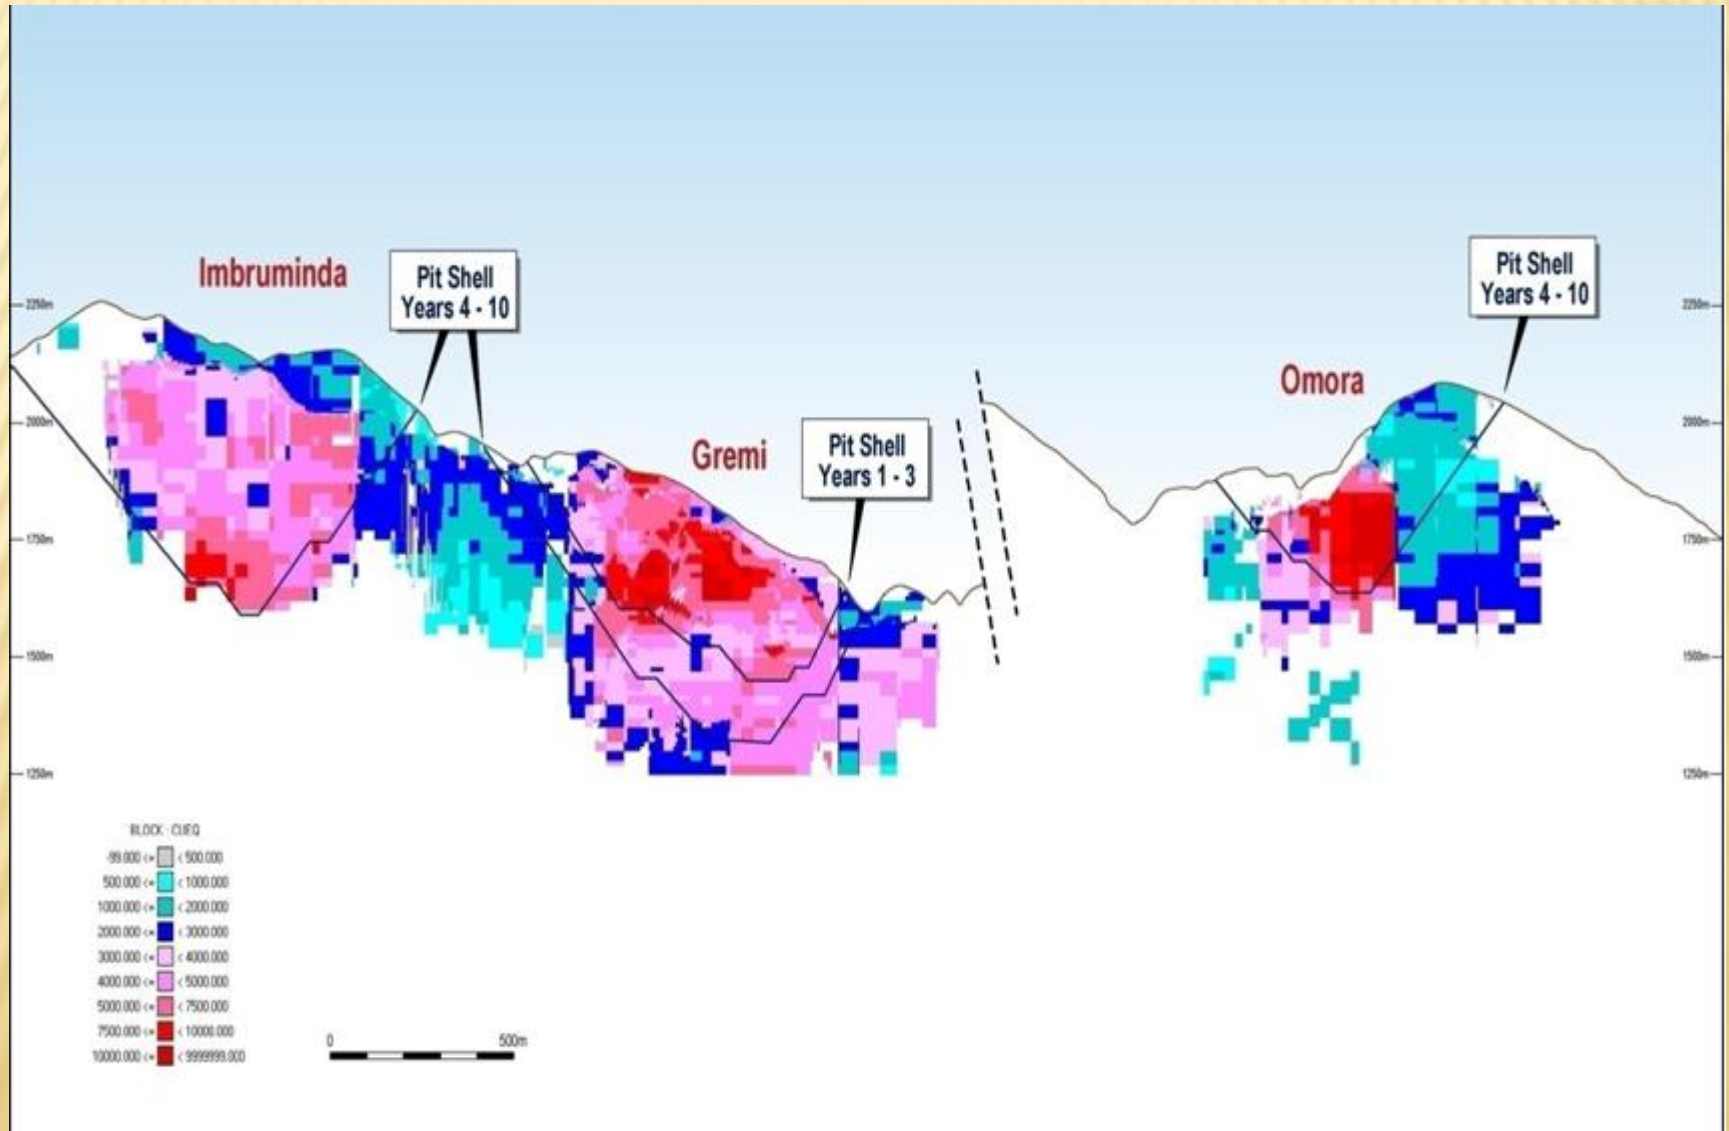 Imbruminda
Pit Shell
Years 4 - 10
Pit Shell
Years 4 - 10
Omora
Gremi
Pit Shell
Years 1 - 3
2250m
2000m
1750m
1500m
1250m
2250m
2000m
1750m
1500m
1250m
BLOCK : CUEQ
-99.000 <= < 500.000
500.000 <= < 1000.000
1000.000 <= < 2000.000
2000.000 <= < 3000.000
3000.000 <= < 4000.000
4000.000 <= < 5000.000
5000.000 <= < 7500.000
7500.000 <= < 10000.000
10000.000 <= < 9999999.000
0 500m